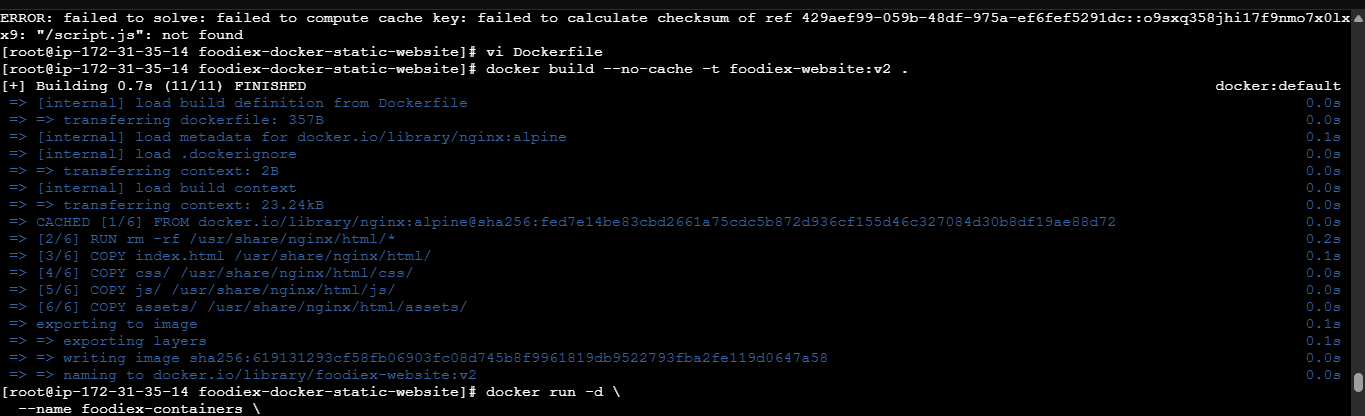 ERROR: failed to solve: failed to compute cache key: failed to calculate checksum of ref 429aef99-059b-48df-975a-ef6fef5291dc::o9sxq358jhi17f9nmo7x0lx
x9: "/script.js": not found
[root@ip-172-31-35-14 foodiex-docker-static-website]# vi Dockerfile
[root@ip-172-31-35-14 foodiex-docker-static-website]# docker build --no-cache -t foodiex-website:v2 .
[+] Building 0.7s (11/11) FINISHED docker:default
=> [internal] load build definition from Dockerfile 0.0s
=> => transferring dockerfile: 357B 0.0s
=> [internal] load metadata for docker.io/library/nginx:alpine 0.1s
=> [internal] load .dockerignore 0.0s
=> => transferring context: 2B 0.0s
=> [internal] load build context 0.0s
=> => transferring context: 23.24kB 0.0s
=> CACHED [1/6] FROM docker.io/library/nginx:alpine@sha256:fed7e14be83cbd2661a75cdc5b872d936cf155d46c327084d30b8df19ae88d72 0.0s
=> [2/6] RUN rm -rf /usr/share/nginx/html/* 0.2s
=> [3/6] COPY index.html /usr/share/nginx/html/ 0.1s
=> [4/6] COPY css/ /usr/share/nginx/html/css/ 0.0s
=> [5/6] COPY js/ /usr/share/nginx/html/js/ 0.0s
=> [6/6] COPY assets/ /usr/share/nginx/html/assets/ 0.0s
=> exporting to image 0.1s
=> => exporting layers 0.1s
=> => writing image sha256:619131293cf58fb06903fc08d745b8f9961819db9522793fba2fe119d0647a58 0.0s
=> => naming to docker.io/library/foodiex-website:v2 0.0s
[root@ip-172-31-35-14 foodiex-docker-static-website]# docker run -d \
--name foodiex-containers \